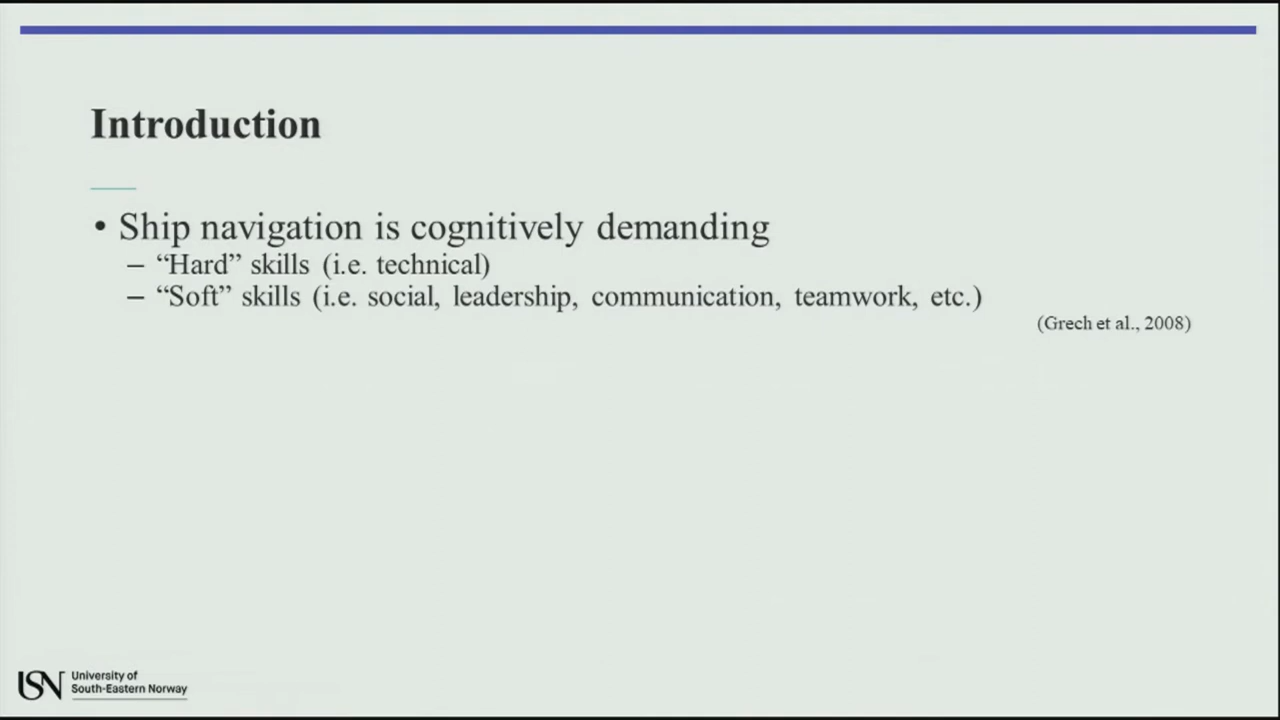 Introduction
• Ship navigation is cognitively demanding
– “Hard” skills (i.e. technical)
– “Soft” skills (i.e. social, leadership, communication, teamwork, etc.)
(Grech et al., 2008)
USN
University of
South-Eastern Norway